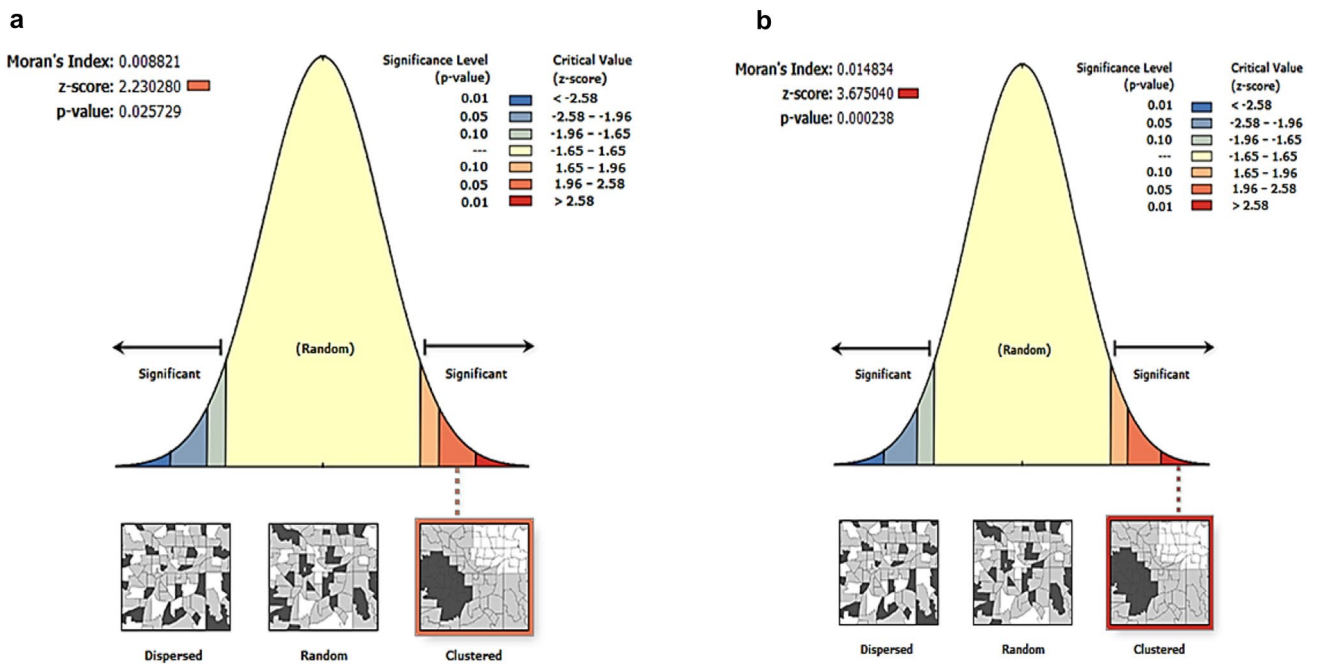 a
Moran's Index: 0.008821
z-score: 2.230280
p-value: 0.025729
Significance Level
(p-value)
Critical Value
(z-score)
0.01 < -2.58
0.05 -2.58 – -1.96
0.10 -1.96 – -1.65
--- -1.65 – 1.65
0.10 1.65 – 1.96
0.05 1.96 – 2.58
0.01 > 2.58
(Random)
Significant
Significant
Dispersed
Random
Clustered
b
Moran's Index: 0.014834
z-score: 3.675040
p-value: 0.000238
Significance Level
(p-value)
Critical Value
(z-score)
0.01 < -2.58
0.05 -2.58 – -1.96
0.10 -1.96 – -1.65
--- -1.65 – 1.65
0.10 1.65 – 1.96
0.05 1.96 – 2.58
0.01 > 2.58
(Random)
Significant
Significant
Dispersed
Random
Clustered